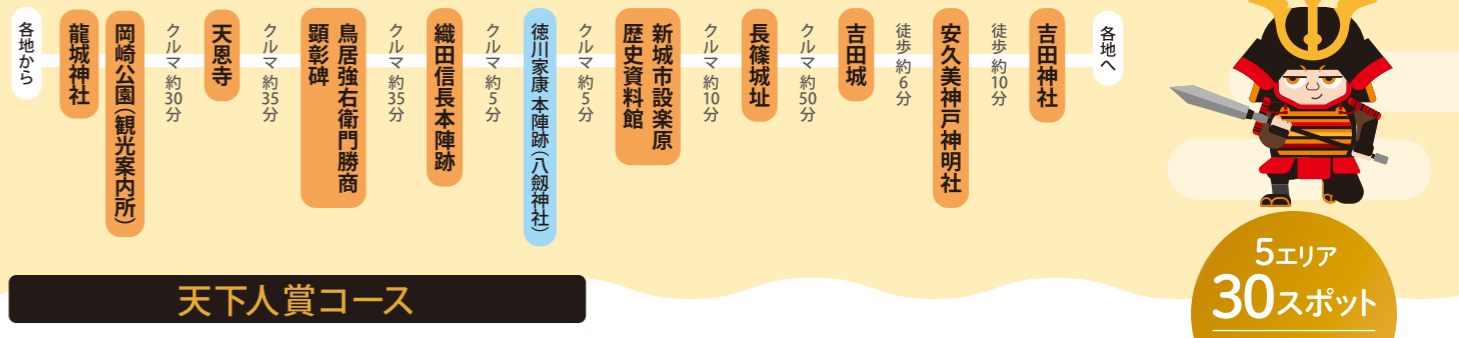 各地から
龍城神社
岡崎公園(観光案内所)
クルマ 約30分
天恩寺
クルマ 約35分
鳥居強右衛門勝商
顕彰碑
クルマ 約35分
織田信長本陣跡
クルマ 約5分
徳川家康 本陣跡(八劔神社)
クルマ 約5分
新城市設楽原
歴史資料館
クルマ 約10分
長篠城址
クルマ 約50分
吉田城
徒歩 約6分
安久美神戸神明社
徒歩 約10分
吉田神社
各地へ
天下人賞コース
5エリア
30スポット